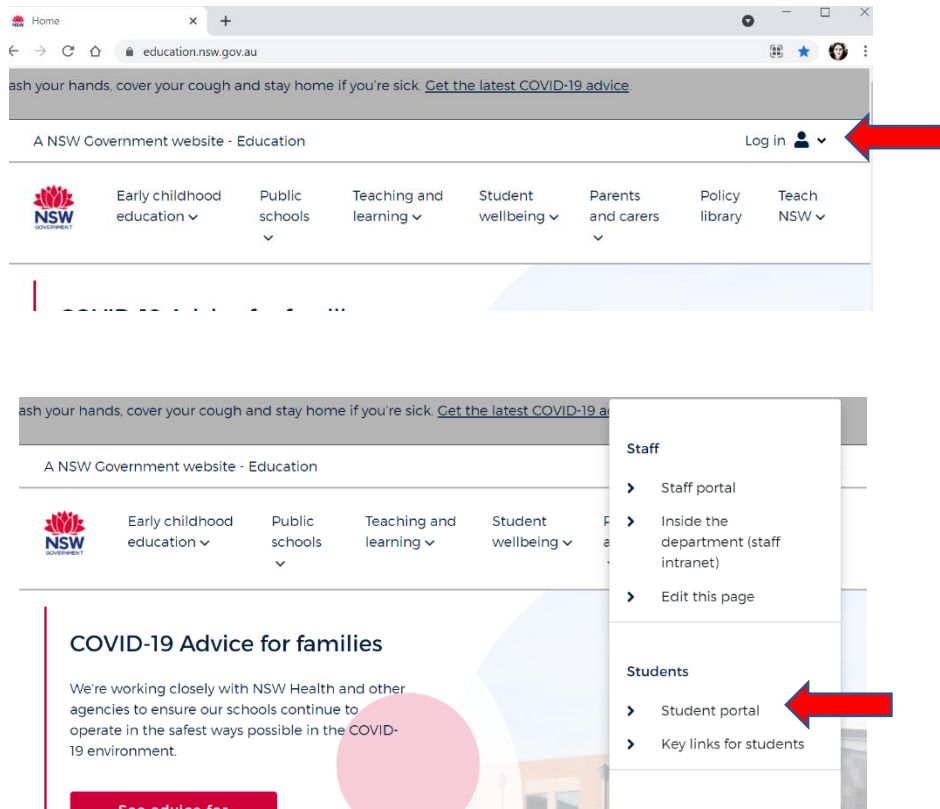 Home
education.nsw.gov.au
ash your hands, cover your cough and stay home if you're sick. Get the latest COVID-19 advice.
A NSW Government website - Education
Log in
NSW
GOVERNMENT
Early childhood
education
Public
schools
Teaching and
learning
Student
wellbeing
Parents
and carers
Policy
library
Teach
NSW
ash your hands, cover your cough and stay home if you're sick. Get the latest COVID-19
A NSW Government website - Education
NSW
GOVERNMENT
Early childhood
education
Public
schools
Teaching and
learning
Student
wellbeing
COVID-19 Advice for families
We're working closely with NSW Health and other
agencies to ensure our schools continue to
operate in the safest ways possible in the COVID-
19 environment.
See advice for
Staff
Staff portal
Inside the
department (staff
intranet)
Edit this page
Students
Student portal
Key links for students